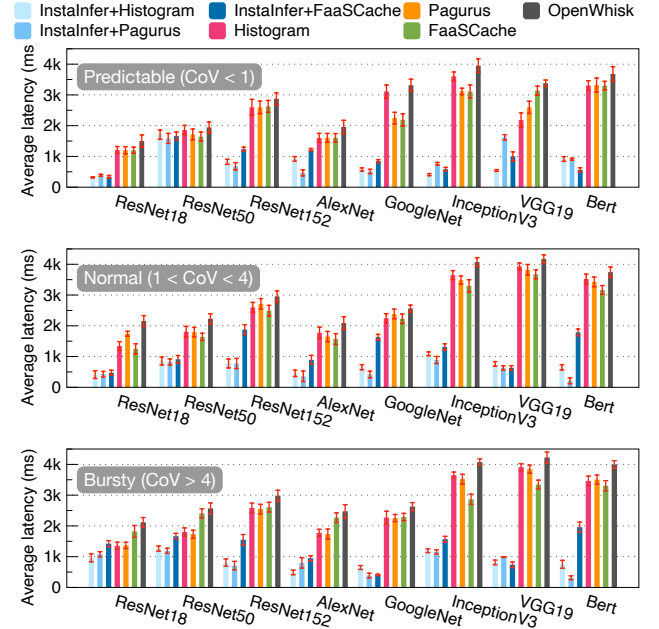 InstaInfer+Histogram InstaInfer+FaaSCache Pagurus OpenWhisk
InstaInfer+Pagurus Histogram FaaSCache
Average latency (ms)
4k
3k
2k
1k
0
Predictable (CoV < 1)
ResNet18 ResNet50 ResNet152 AlexNet GoogleNet InceptionV3 VGG19 Bert
Average latency (ms)
4k
3k
2k
1k
0
Normal (1 < CoV < 4)
ResNet18 ResNet50 ResNet152 AlexNet GoogleNet InceptionV3 VGG19 Bert
Average latency (ms)
4k
3k
2k
1k
0
Bursty (CoV > 4)
ResNet18 ResNet50 ResNet152 AlexNet GoogleNet InceptionV3 VGG19 Bert